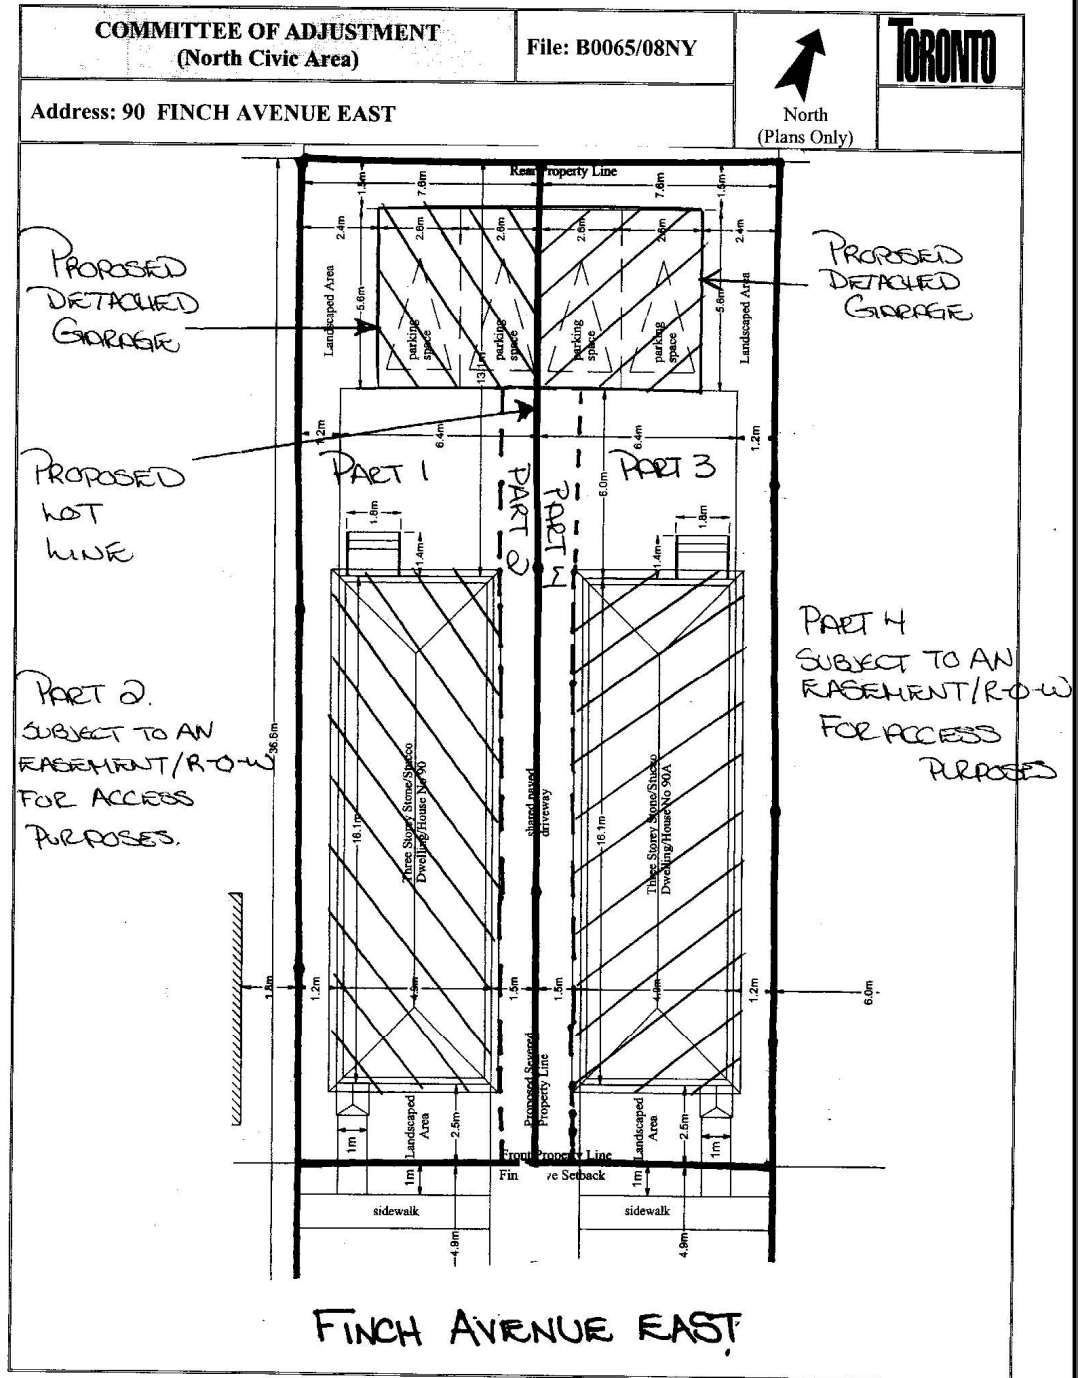 COMMITTEE OF ADJUSTMENT
(North Civic Area)
File: B0065/08NY
TORONTO
Address: 90 FINCH AVENUE EAST
North
(Plans Only)
Rear Property Line
1.5m
7.6m
7.6m
1.5m
2.4m
2.6m
2.6m
2.6m
2.6m
2.4m
PROPOSED
DETACHED
GARAGE
PROPOSED
DETACHED
GARAGE
Landscaped Area
5.6m
parking
space
parking
space
parking
space
parking
space
5.6m
Landscaped Area
13.1m
1.2m
6.4m
6.4m
1.2m
PROPOSED
LOT
LINE
PART 1
PART 2
PART 4
PART 3
6.0m
1.8m
1.4m
1.8m
1.4m
PART 2.
SUBJECT TO AN
EASEMENT/R-O-W
FOR ACCESS
PURPOSES.
PART 4
SUBJECT TO AN
EASEMENT/R-O-W
FOR ACCESS
PURPOSES
36.6m
16.1m
Three Storey Stone/Stucco
Dwelling/House No 90
shared paved
driveway
16.1m
Three Storey Stone/Stucco
Dwelling/House No 90A
1.8m
1.2m
4.9m
1.5m
1.5m
4.9m
1.2m
6.0m
Proposed Severed
Property Line
1m
Landscaped
Area
2.5m
Landscaped
Area
2.5m
1m
Front Property Line
Fin ve Setback
1m
1m
sidewalk
sidewalk
4.9m
4.9m
FINCH AVENUE EAST